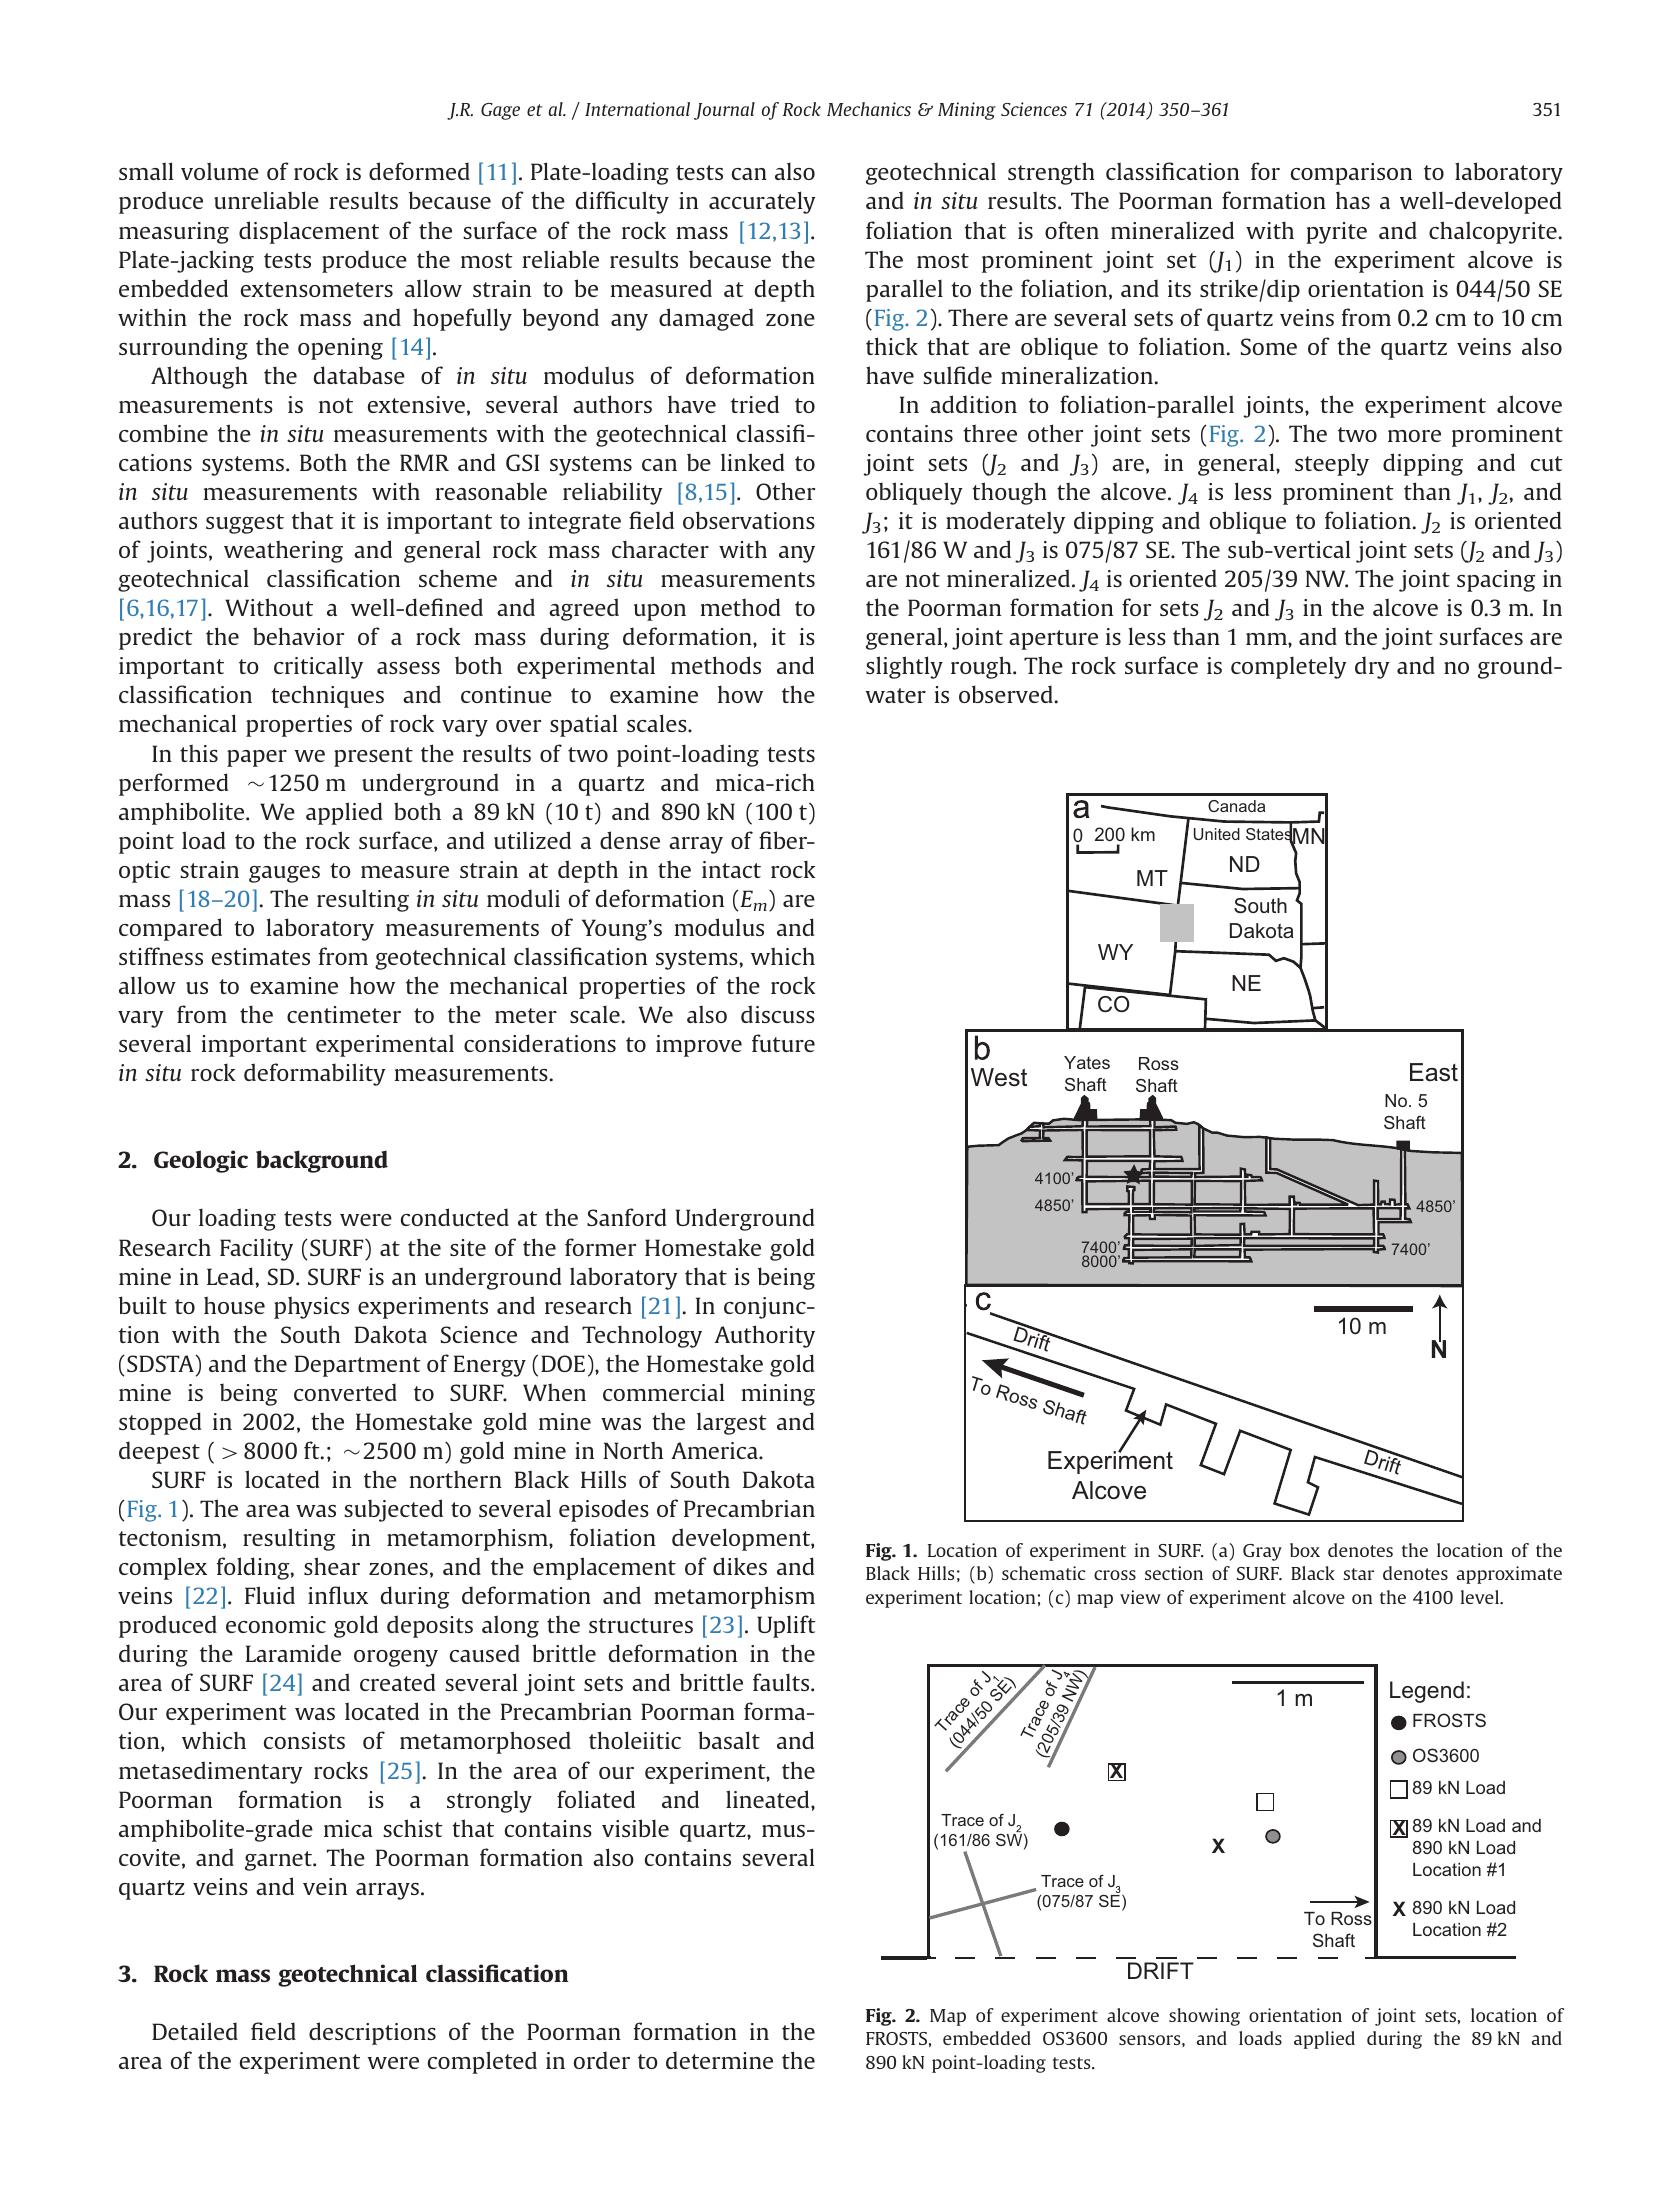 J.R. Gage et al. / International Journal of Rock Mechanics & Mining Sciences 71 (2014) 350–361
351
small volume of rock is deformed [11]. Plate-loading tests can also
produce unreliable results because of the difficulty in accurately
measuring displacement of the surface of the rock mass [12,13].
Plate-jacking tests produce the most reliable results because the
embedded extensometers allow strain to be measured at depth
within the rock mass and hopefully beyond any damaged zone
surrounding the opening [14].
Although the database of in situ modulus of deformation
measurements is not extensive, several authors have tried to
combine the in situ measurements with the geotechnical classifi-
cations systems. Both the RMR and GSI systems can be linked to
in situ measurements with reasonable reliability [8,15]. Other
authors suggest that it is important to integrate field observations
of joints, weathering and general rock mass character with any
geotechnical classification scheme and in situ measurements
[6,16,17]. Without a well-defined and agreed upon method to
predict the behavior of a rock mass during deformation, it is
important to critically assess both experimental methods and
classification techniques and continue to examine how the
mechanical properties of rock vary over spatial scales.
In this paper we present the results of two point-loading tests
performed ~1250 m underground in a quartz and mica-rich
amphibolite. We applied both a 89 kN (10 t) and 890 kN (100 t)
point load to the rock surface, and utilized a dense array of fiber-
optic strain gauges to measure strain at depth in the intact rock
mass [18–20]. The resulting in situ moduli of deformation (Em) are
compared to laboratory measurements of Young's modulus and
stiffness estimates from geotechnical classification systems, which
allow us to examine how the mechanical properties of the rock
vary from the centimeter to the meter scale. We also discuss
several important experimental considerations to improve future
in situ rock deformability measurements.
2. Geologic background
Our loading tests were conducted at the Sanford Underground
Research Facility (SURF) at the site of the former Homestake gold
mine in Lead, SD. SURF is an underground laboratory that is being
built to house physics experiments and research [21]. In conjunc-
tion with the South Dakota Science and Technology Authority
(SDSTA) and the Department of Energy (DOE), the Homestake gold
mine is being converted to SURF. When commercial mining
stopped in 2002, the Homestake gold mine was the largest and
deepest ( > 8000 ft.; ~2500 m) gold mine in North America.
SURF is located in the northern Black Hills of South Dakota
(Fig. 1). The area was subjected to several episodes of Precambrian
tectonism, resulting in metamorphism, foliation development,
complex folding, shear zones, and the emplacement of dikes and
veins [22]. Fluid influx during deformation and metamorphism
produced economic gold deposits along the structures [23]. Uplift
during the Laramide orogeny caused brittle deformation in the
area of SURF [24] and created several joint sets and brittle faults.
Our experiment was located in the Precambrian Poorman forma-
tion, which consists of metamorphosed tholeiitic basalt and
metasedimentary rocks [25]. In the area of our experiment, the
Poorman formation is a strongly foliated and lineated,
amphibolite-grade mica schist that contains visible quartz, mus-
covite, and garnet. The Poorman formation also contains several
quartz veins and vein arrays.
3. Rock mass geotechnical classification
Detailed field descriptions of the Poorman formation in the
area of the experiment were completed in order to determine the
geotechnical strength classification for comparison to laboratory
and in situ results. The Poorman formation has a well-developed
foliation that is often mineralized with pyrite and chalcopyrite.
The most prominent joint set (J1) in the experiment alcove is
parallel to the foliation, and its strike/dip orientation is 044/50 SE
(Fig. 2). There are several sets of quartz veins from 0.2 cm to 10 cm
thick that are oblique to foliation. Some of the quartz veins also
have sulfide mineralization.
In addition to foliation-parallel joints, the experiment alcove
contains three other joint sets (Fig. 2). The two more prominent
joint sets (J2 and J3) are, in general, steeply dipping and cut
obliquely though the alcove. J4 is less prominent than J1, J2, and
J3; it is moderately dipping and oblique to foliation. J2 is oriented
161/86 W and J3 is 075/87 SE. The sub-vertical joint sets (J2 and J3)
are not mineralized. J4 is oriented 205/39 NW. The joint spacing in
the Poorman formation for sets J2 and J3 in the alcove is 0.3 m. In
general, joint aperture is less than 1 mm, and the joint surfaces are
slightly rough. The rock surface is completely dry and no ground-
water is observed.
a
Canada
0 200 km
United States
MN
ND
MT
South
Dakota
WY
NE
CO
b
West
Yates
Shaft
Ross
Shaft
East
No. 5
Shaft
4100'
4850'
4850'
7400'
8000'
7400'
c
10 m
N
Drift
To Ross Shaft
Experiment
Alcove
Drift
Fig. 1. Location of experiment in SURF. (a) Gray box denotes the location of the
Black Hills; (b) schematic cross section of SURF. Black star denotes approximate
experiment location; (c) map view of experiment alcove on the 4100 level.
Trace of J1
(044/50 SE)
Trace of J4
(205/39 NW)
1 m
X
Trace of J2
(161/86 SW)
X
Trace of J3
(075/87 SE)
To Ross
Shaft
DRIFT
Legend:
FROSTS
OS3600
89 kN Load
X 89 kN Load and
890 kN Load
Location #1
X 890 kN Load
Location #2
Fig. 2. Map of experiment alcove showing orientation of joint sets, location of
FROSTS, embedded OS3600 sensors, and loads applied during the 89 kN and
890 kN point-loading tests.